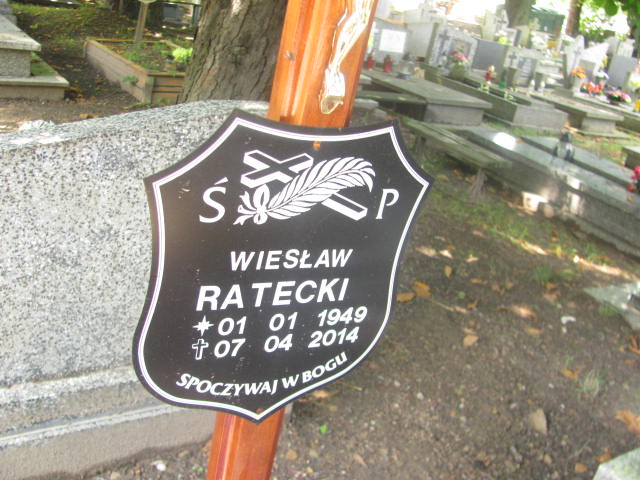 Ś P
WIESŁAW
RATECKI
01 01 1949
07 04 2014
SPOCZYWAJ W BOGU